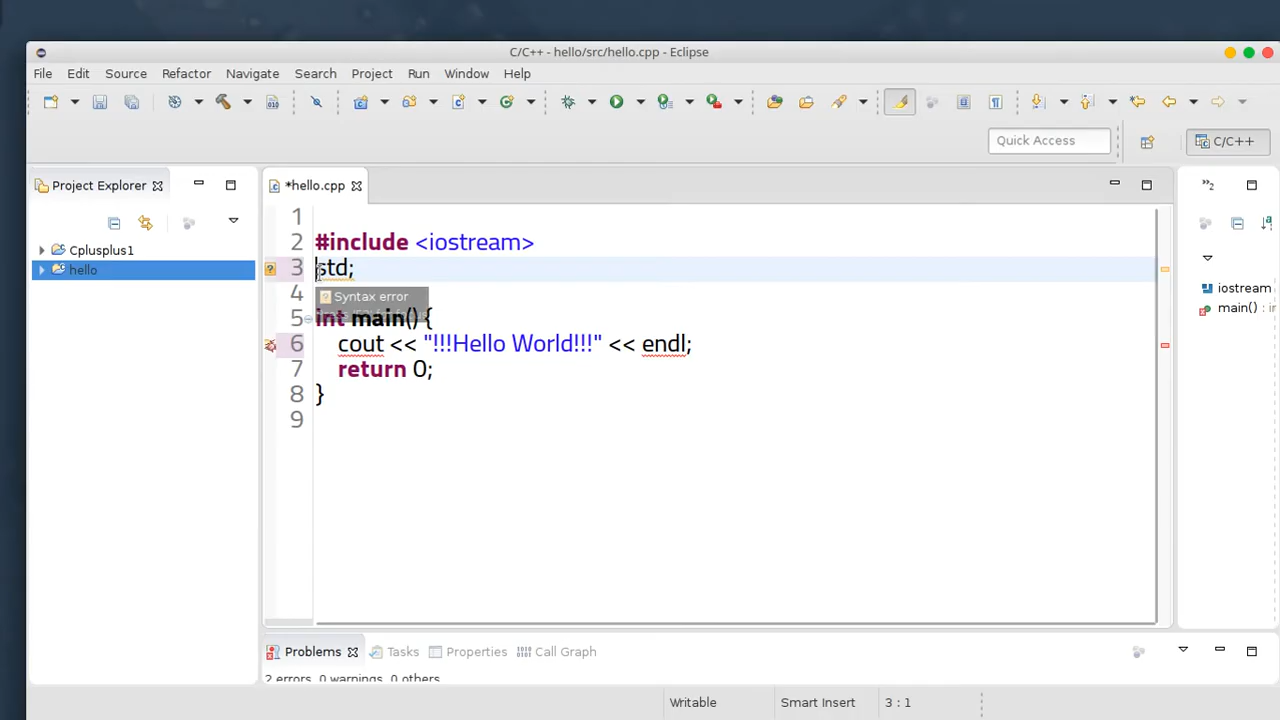 C/C++ - hello/src/hello.cpp - Eclipse
File Edit Source Refactor Navigate Search Project Run Window Help
Quick Access
C/C++
Project Explorer
*hello.cpp
2
Cplusplus1
hello
1
2 #include <iostream>
3 std;
Syntax error
4
5 int main() {
6 cout << "!!!Hello World!!!" << endl;
7 return 0;
8 }
9
iostream
main() : i
Problems Tasks Properties Call Graph
2 errors, 0 warnings, 0 others
Writable Smart Insert 3 : 1